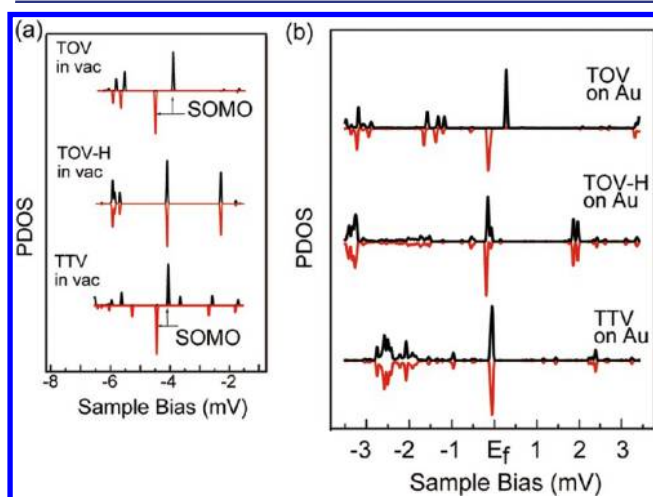 (a)
TOV
in vac
SOMO
TOV-H
in vac
TTV
in vac
SOMO
PDOS
-8 -6 -4 -2
Sample Bias (mV)
(b)
TOV
on Au
TOV-H
on Au
TTV
on Au
PDOS
-3 -2 -1 Ef 1 2 3
Sample Bias (mV)